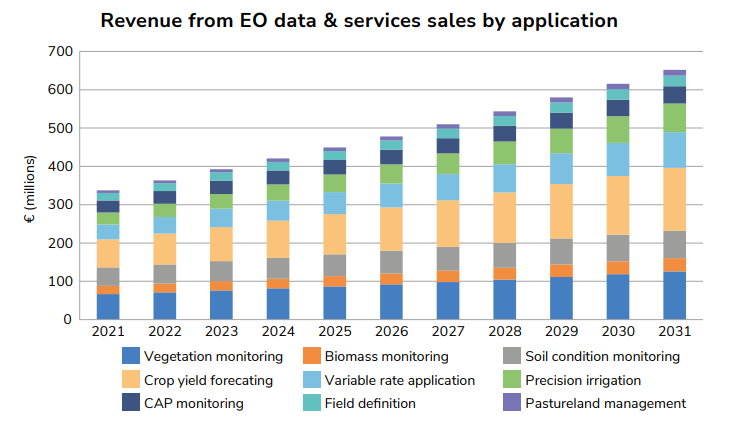 Revenue from EO data & services sales by application
700
600
500
400
300
200
100
0
€ (millions)
2021 2022 2023 2024 2025 2026 2027 2028 2029 2030 2031
Vegetation monitoring Biomass monitoring Soil condition monitoring
Crop yield forecating Variable rate application Precision irrigation
CAP monitoring Field definition Pastureland management